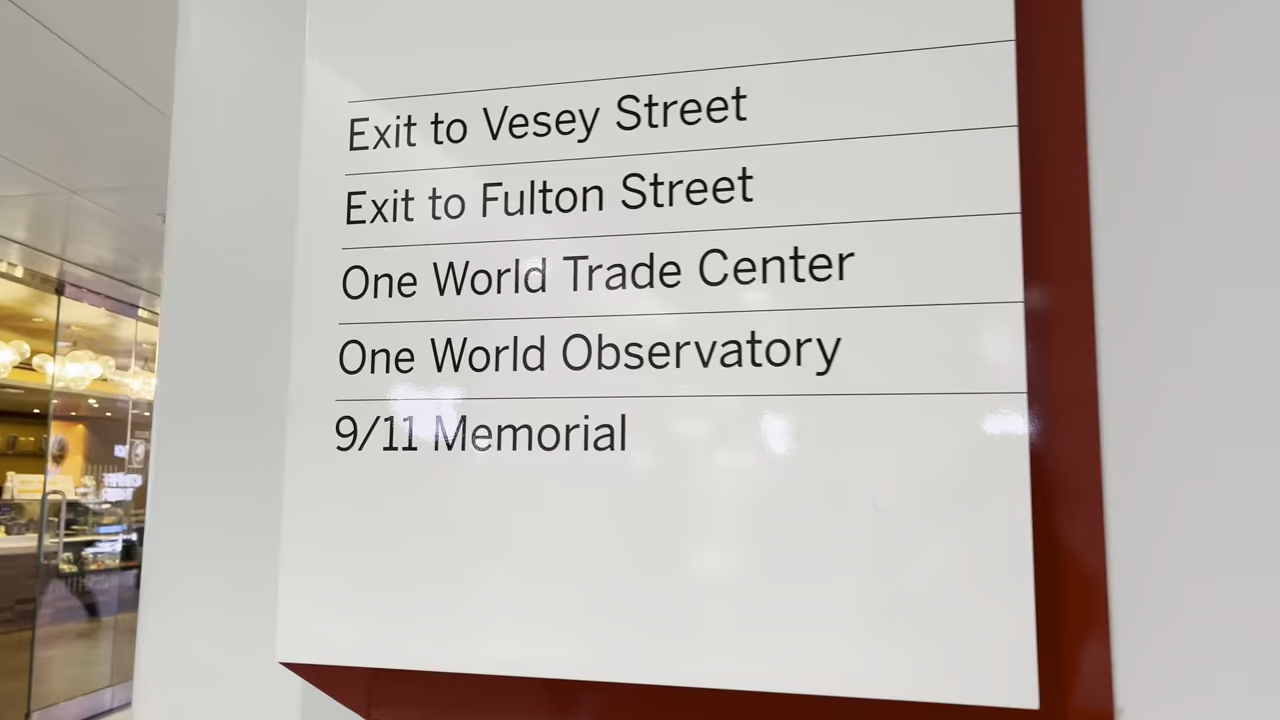 Exit to Vesey Street
Exit to Fulton Street
One World Trade Center
One World Observatory
9/11 Memorial